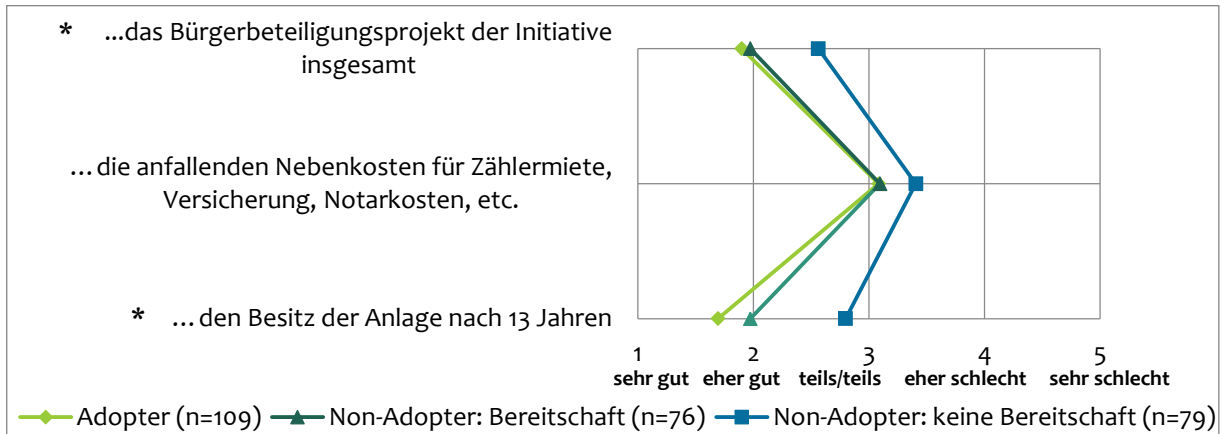 * ...das Bürgerbeteiligungsprojekt der Initiative
insgesamt
...die anfallenden Nebenkosten für Zählermiete,
Versicherung, Notarkosten, etc.
* ...den Besitz der Anlage nach 13 Jahren
1 2 3 4 5
sehr gut eher gut teils/teils eher schlecht sehr schlecht
Adopter (n=109) Non-Adopter: Bereitschaft (n=76) Non-Adopter: keine Bereitschaft (n=79)